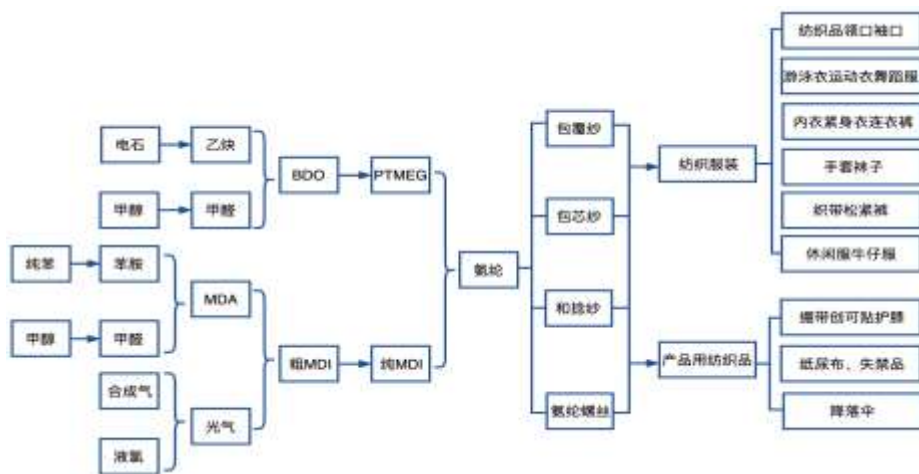 电石
乙炔
甲醇
甲醛
BDO
PTMEG
纯苯
苯胺
甲醇
甲醛
MDA
合成气
液氯
光气
粗MDI
纯MDI
氨纶
包覆纱
包芯纱
和捻纱
氨纶螺丝
纺织服装
产品用纺织品
纺织品领口袖口
游泳衣运动衣舞蹈服
内衣紧身衣连衣裤
手套袜子
织带松紧裤
休闲服牛仔服
绷带创可贴护膝
纸尿布、失禁品
降落伞